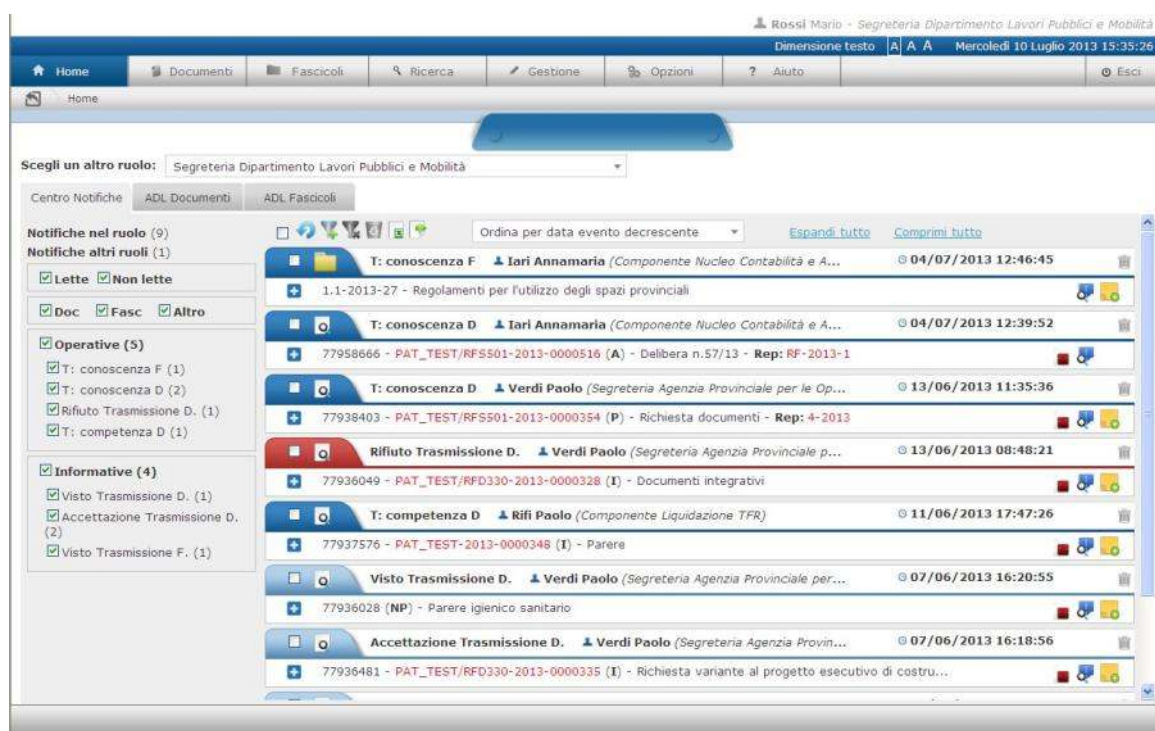 Rossi Mario - Segreteria Dipartimento Lavori Pubblici e Mobilità
Dimensione testo A A A Mercoledì 10 Luglio 2013 15:35:26
Home Documenti Fascicoli Ricerca Gestione Opzioni ? Aiuto Esci
Home
Scegli un altro ruolo: Segreteria Dipartimento Lavori Pubblici e Mobilità
Centro Notifiche ADL Documenti ADL Fascicoli
Notifiche nel ruolo (9)
Notifiche altri ruoli (1)
Lette Non lette
Doc Fasc Altro
Operative (5)
T: conoscenza F (1)
T: conoscenza D (2)
Rifiuto Trasmissione D. (1)
T: competenza D (1)
Informative (4)
Visto Trasmissione D. (1)
Accettazione Trasmissione D.
(2)
Visto Trasmissione F. (1)
Ordina per data evento decrescente Espandi tutto Comprimi tutto
T: conoscenza F Iari Annamaria (Componente Nucleo Contabilità e A... 04/07/2013 12:46:45
1.1-2013-27 - Regolamenti per l'utilizzo degli spazi provinciali
T: conoscenza D Iari Annamaria (Componente Nucleo Contabilità e A... 04/07/2013 12:39:52
77958666 - PAT_TEST/RFS501-2013-0000516 (A) - Delibera n.57/13 - Rep: RF-2013-1
T: conoscenza D Verdi Paolo (Segreteria Agenzia Provinciale per le Op... 13/06/2013 11:35:36
77938403 - PAT_TEST/RFS501-2013-0000354 (P) - Richiesta documenti - Rep: 4-2013
Rifiuto Trasmissione D. Verdi Paolo (Segreteria Agenzia Provinciale p... 13/06/2013 08:48:21
77936049 - PAT_TEST/RFD330-2013-0000328 (I) - Documenti integrativi
T: competenza D Rifi Paolo (Componente Liquidazione TFR) 11/06/2013 17:47:26
77937576 - PAT_TEST-2013-0000348 (I) - Parere
Visto Trasmissione D. Verdi Paolo (Segreteria Agenzia Provinciale per... 07/06/2013 16:20:55
77936028 (NP) - Parere igienico sanitario
Accettazione Trasmissione D. Verdi Paolo (Segreteria Agenzia Provin... 07/06/2013 16:18:56
77936481 - PAT_TEST/RFD330-2013-0000335 (I) - Richiesta variante al progetto esecutivo di costru...